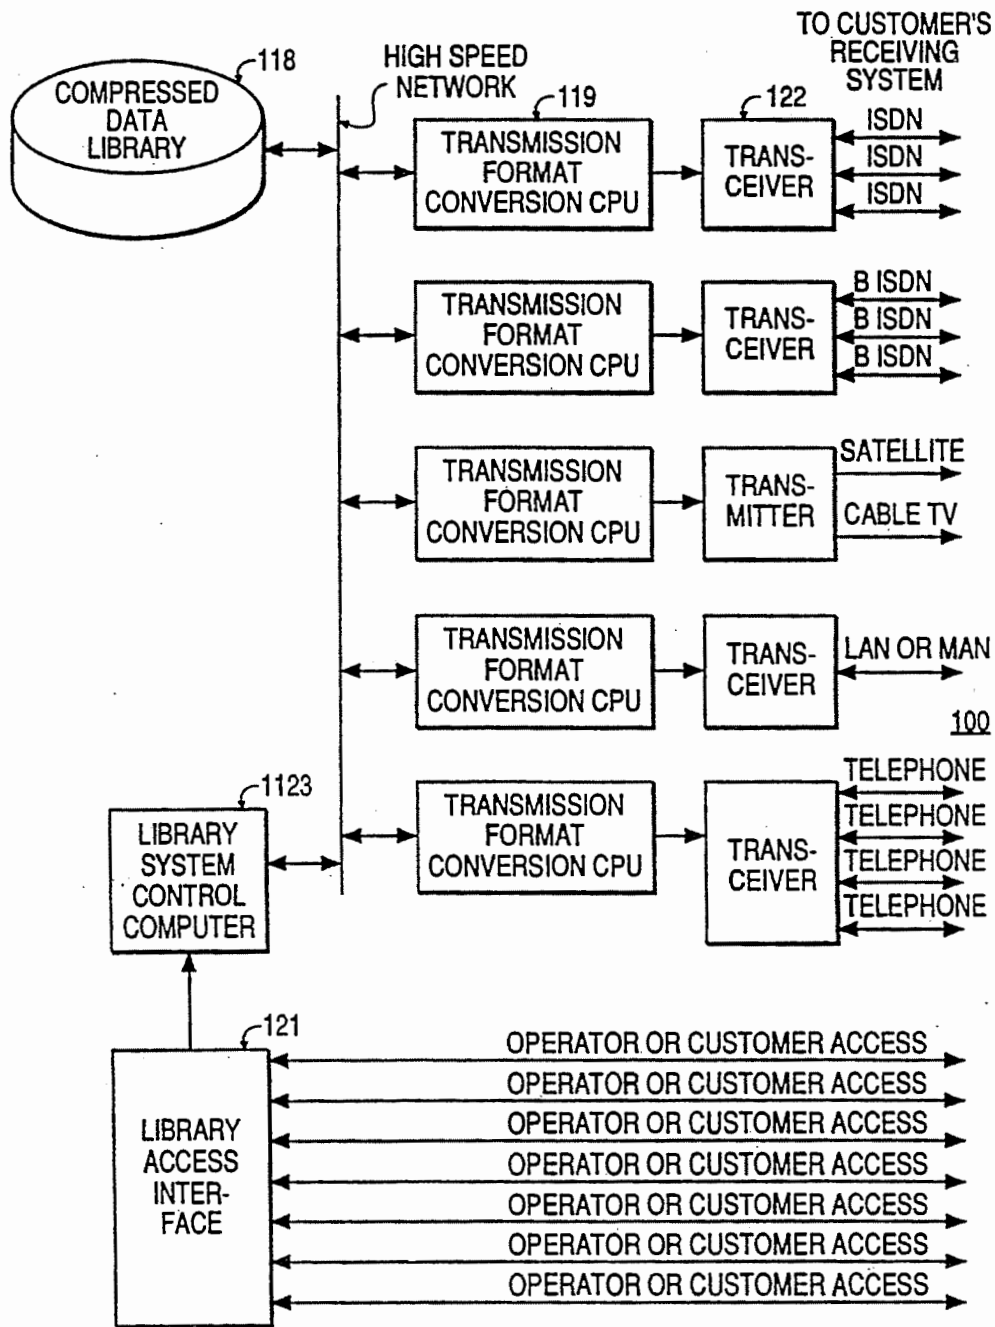 TO CUSTOMER'S
RECEIVING
SYSTEM
118
COMPRESSED
DATA
LIBRARY
HIGH SPEED
NETWORK
119
TRANSMISSION
FORMAT
CONVERSION CPU
122
TRANS-
CEIVER
ISDN
ISDN
ISDN
TRANSMISSION
FORMAT
CONVERSION CPU
TRANS-
CEIVER
B ISDN
B ISDN
B ISDN
TRANSMISSION
FORMAT
CONVERSION CPU
TRANS-
MITTER
SATELLITE
CABLE TV
TRANSMISSION
FORMAT
CONVERSION CPU
TRANS-
CEIVER
LAN OR MAN
100
1123
LIBRARY
SYSTEM
CONTROL
COMPUTER
TRANSMISSION
FORMAT
CONVERSION CPU
TRANS-
CEIVER
TELEPHONE
TELEPHONE
TELEPHONE
TELEPHONE
121
LIBRARY
ACCESS
INTER-
FACE
OPERATOR OR CUSTOMER ACCESS
OPERATOR OR CUSTOMER ACCESS
OPERATOR OR CUSTOMER ACCESS
OPERATOR OR CUSTOMER ACCESS
OPERATOR OR CUSTOMER ACCESS
OPERATOR OR CUSTOMER ACCESS
OPERATOR OR CUSTOMER ACCESS